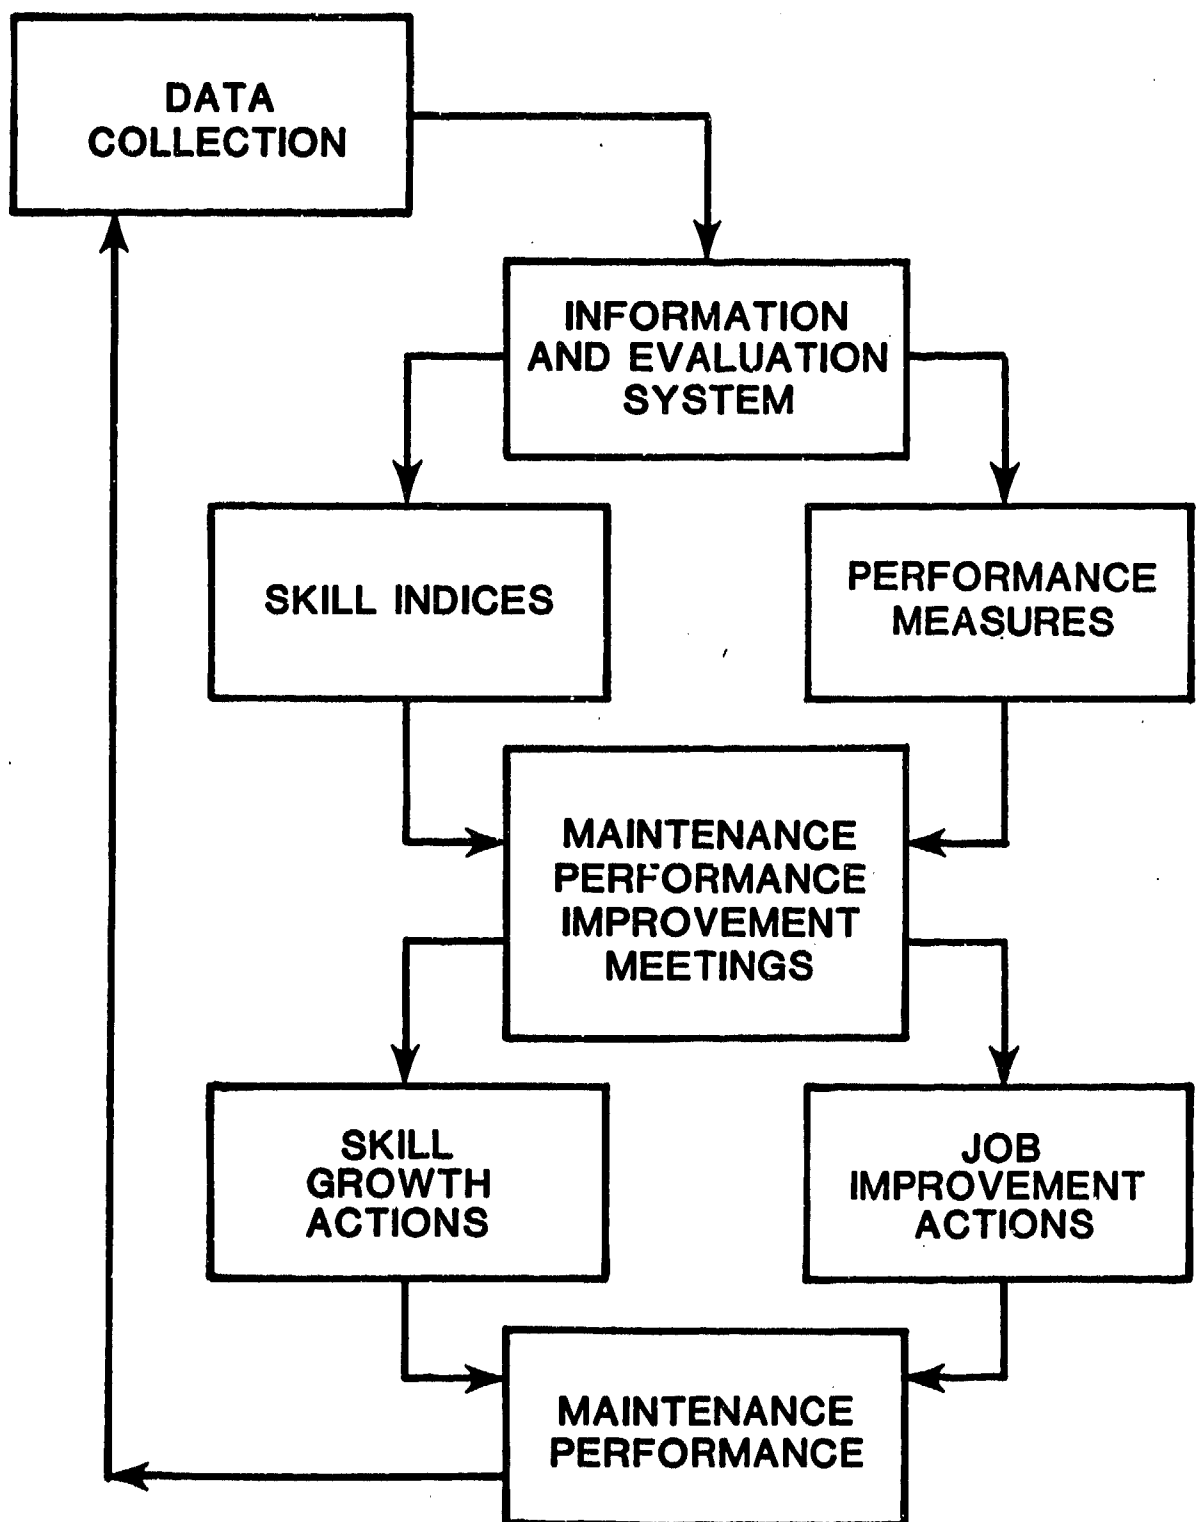 DATA
COLLECTION
INFORMATION
AND EVALUATION
SYSTEM
SKILL INDICES
PERFORMANCE
MEASURES
MAINTENANCE
PERFORMANCE
IMPROVEMENT
MEETINGS
SKILL
GROWTH
ACTIONS
JOB
IMPROVEMENT
ACTIONS
MAINTENANCE
PERFORMANCE